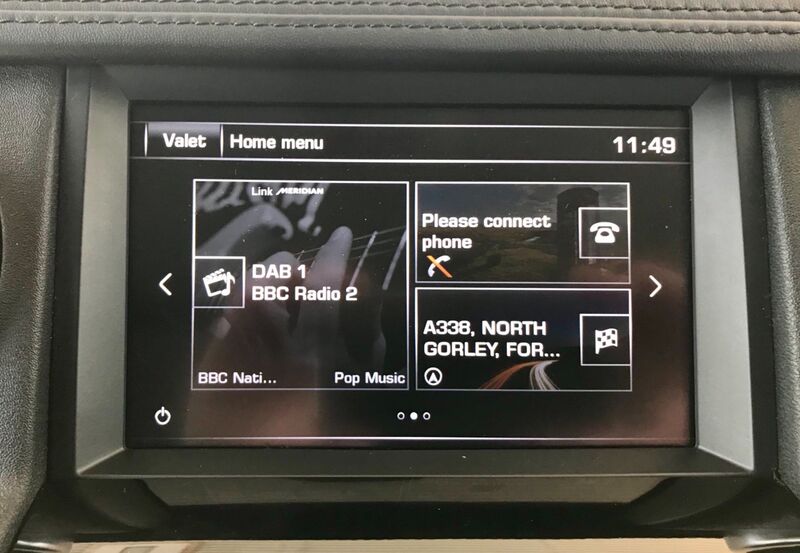 Valet Home menu 11:49
Link MERIDIAN
DAB 1
BBC Radio 2
BBC Nati... Pop Music
Please connect
phone
A338, NORTH
GORLEY, FOR...